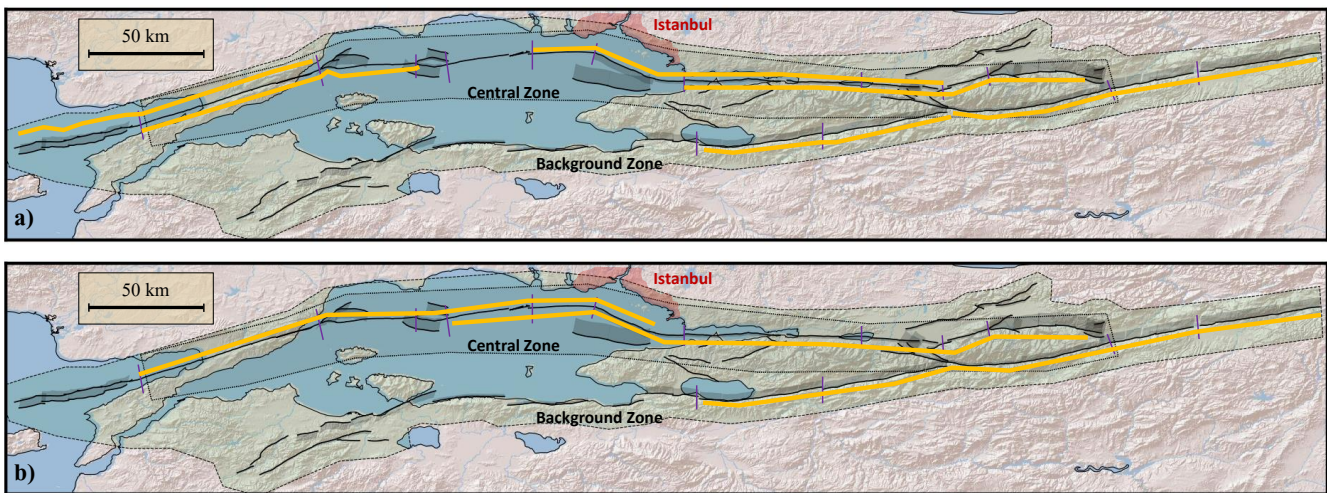 Istanbul
50 km
Central Zone
Background Zone
a)
Istanbul
50 km
Central Zone
Background Zone
b)